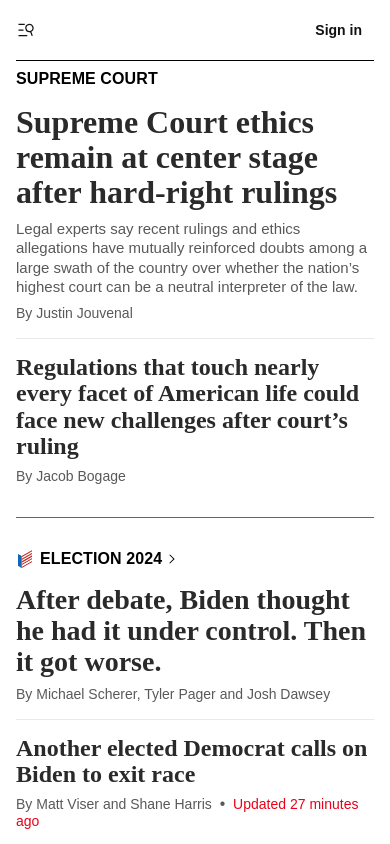 Sign in
SUPREME COURT
Supreme Court ethics
remain at center stage
after hard-right rulings
Legal experts say recent rulings and ethics
allegations have mutually reinforced doubts among a
large swath of the country over whether the nation’s
highest court can be a neutral interpreter of the law.
By Justin Jouvenal
Regulations that touch nearly
every facet of American life could
face new challenges after court’s
ruling
By Jacob Bogage
ELECTION 2024
After debate, Biden thought
he had it under control. Then
it got worse.
By Michael Scherer, Tyler Pager and Josh Dawsey
Another elected Democrat calls on
Biden to exit race
By Matt Viser and Shane Harris • Updated 27 minutes
ago